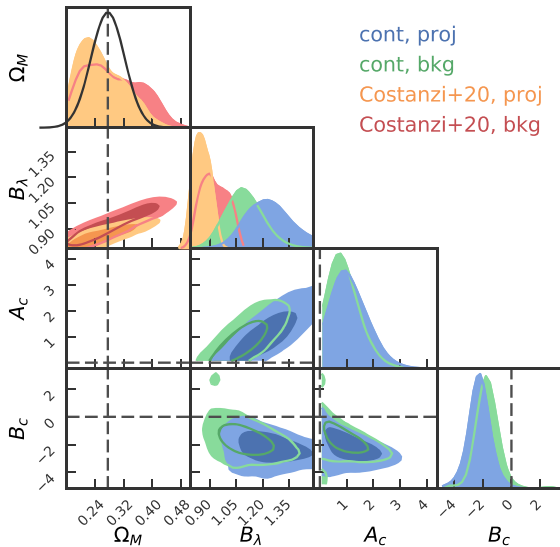 cont, proj
cont, bkg
Costanzi+20, proj
Costanzi+20, bkg
Ω_M
B_λ
1.35
1.20
1.05
0.90
A_c
4
3
2
1
B_c
2
0
−2
−4
0.24 0.32 0.40 0.48
0.90 1.05 1.20 1.35
1 2 3 4
−4 −2 0 2
Ω_M B_λ A_c B_c